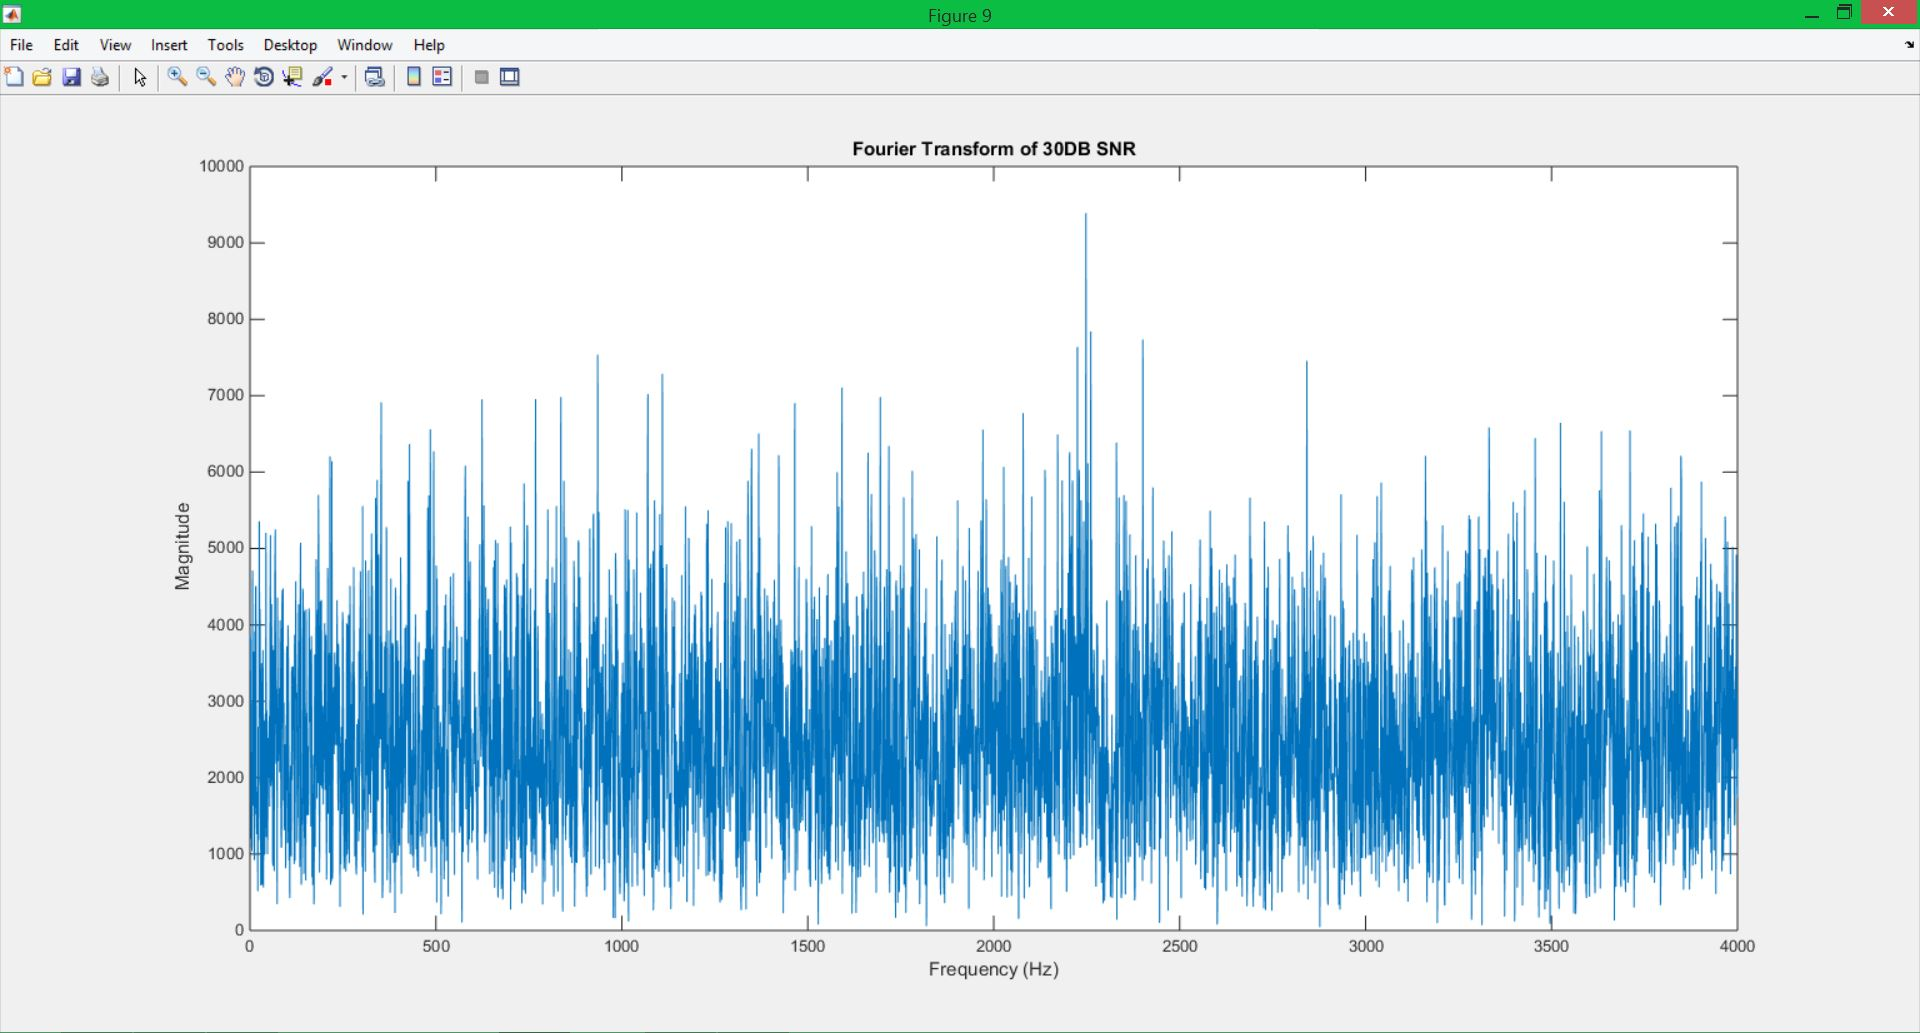 Figure 9
File Edit View Insert Tools Desktop Window Help
Fourier Transform of 30DB SNR
10000
9000
8000
7000
6000
5000
4000
3000
2000
1000
0
Magnitude
0 500 1000 1500 2000 2500 3000 3500 4000
Frequency (Hz)